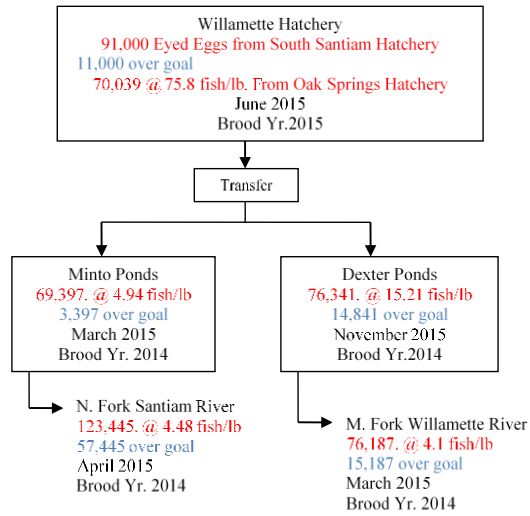 Willamette Hatchery
91,000 Eyed Eggs from South Santiam Hatchery
11,000 over goal
70,039 @ 75.8 fish/lb. From Oak Springs Hatchery
June 2015
Brood Yr.2015
Transfer
Minto Ponds
69,397. @ 4.94 fish/lb
3,397 over goal
March 2015
Brood Yr. 2014
Dexter Ponds
76,341. @ 15.21 fish/lb
14,841 over goal
November 2015
Brood Yr.2014
N. Fork Santiam River
123,445. @ 4.48 fish/lb
57,445 over goal
April 2015
Brood Yr. 2014
M. Fork Willamette River
76,187. @ 4.1 fish/lb
15,187 over goal
March 2015
Brood Yr. 2014